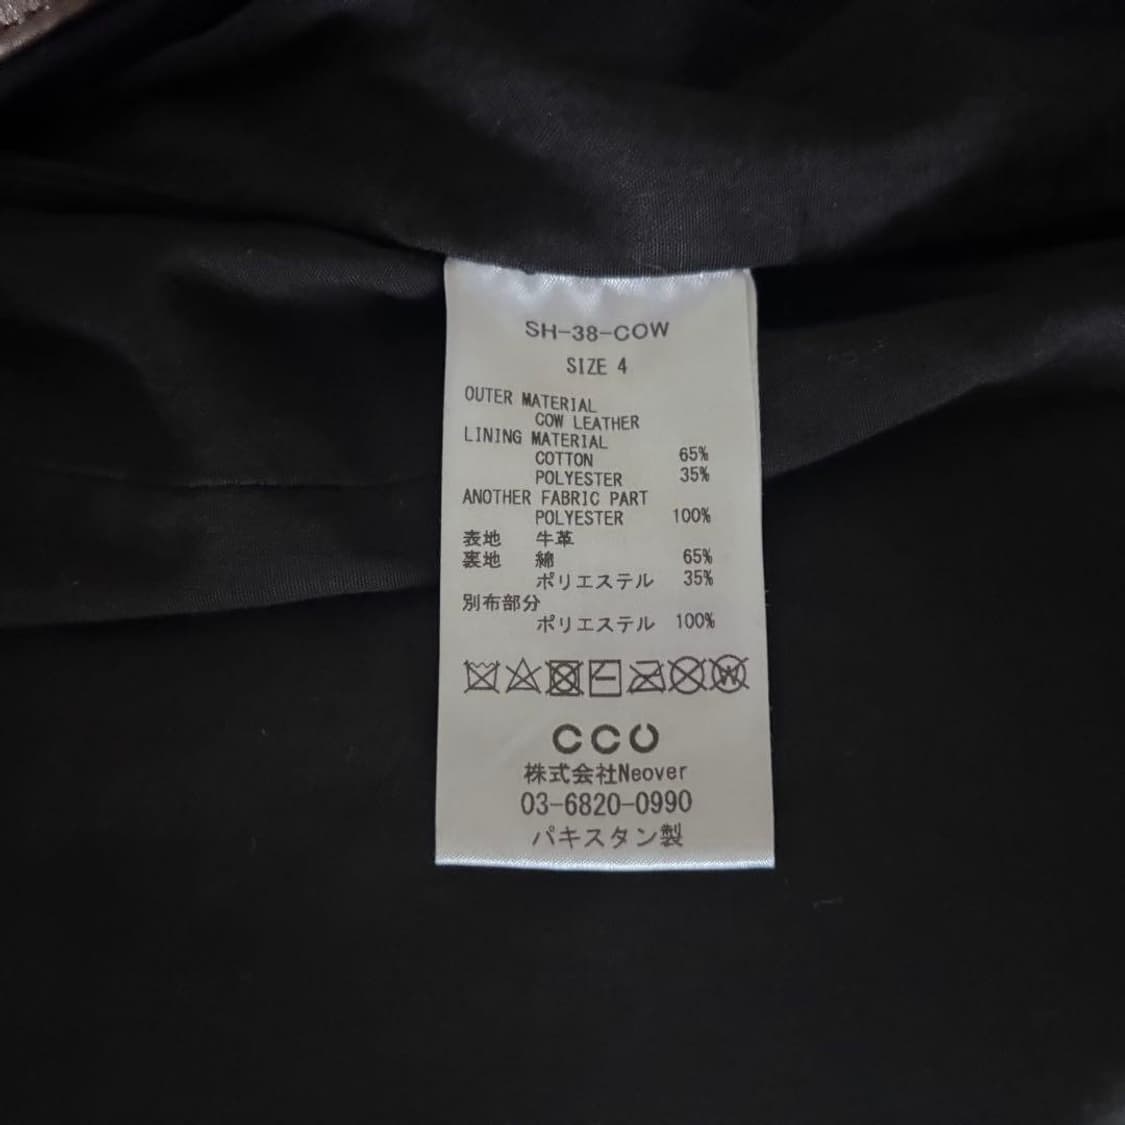 SH-38-COW
SIZE 4
OUTER MATERIAL
COW LEATHER
LINING MATERIAL
COTTON 65%
POLYESTER 35%
ANOTHER FABRIC PART
POLYESTER 100%
表地 牛革
裏地 綿 65%
ポリエステル 35%
別布部分
ポリエステル 100%
W
CCU
株式会社Neover
03-6820-0990
パキスタン製